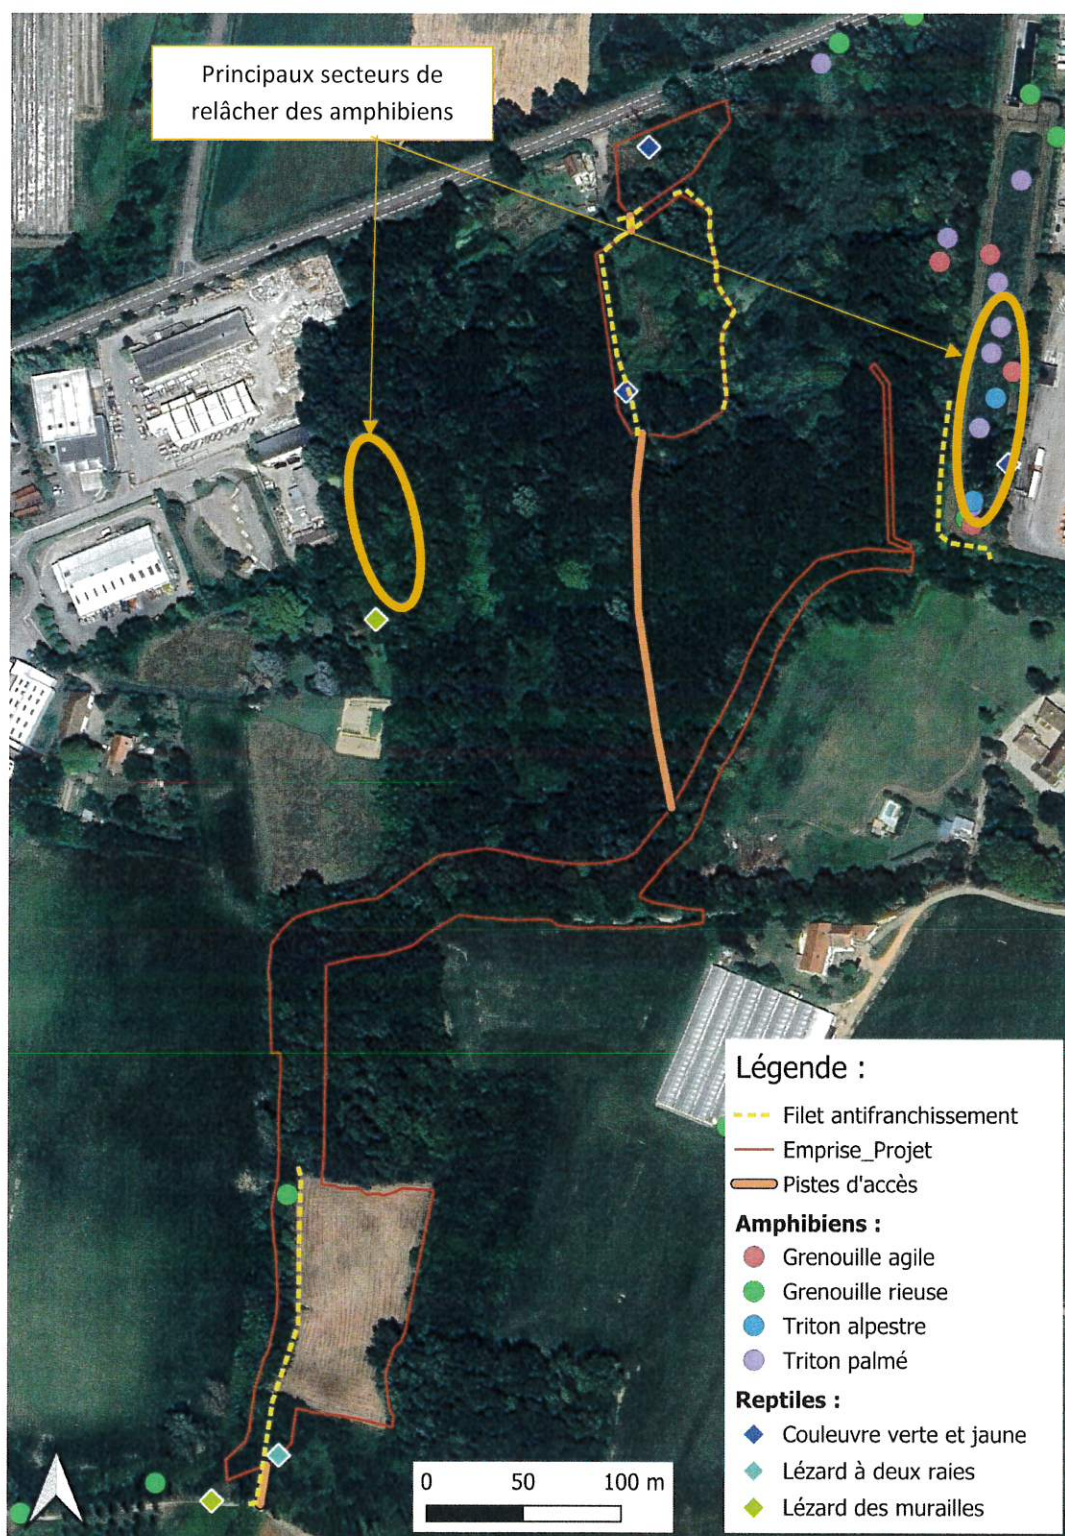 Principaux secteurs de
relâcher des amphibiens
Légende :
Filet antifranchissement
Emprise_Projet
Pistes d'accès
Amphibiens :
Grenouille agile
Grenouille rieuse
Triton alpestre
Triton palmé
Reptiles :
Couleuvre verte et jaune
Lézard à deux raies
Lézard des murailles
0 50 100 m